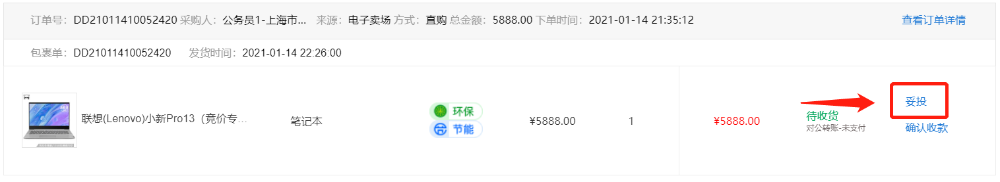 订单号：DD21011410052420 采购人：公务员1-上海市... 来源：电子卖场 方式：直购 总金额：5888.00 下单时间：2021-01-14 21:35:12 查看订单详情
包裹单：DD21011410052420 发货时间：2021-01-14 22:26:00
联想(Lenovo)小新Pro13（竞价专...
笔记本
环保
节能
¥5888.00
1
¥5888.00
待收货
对公转账-未支付
妥投
确认收款